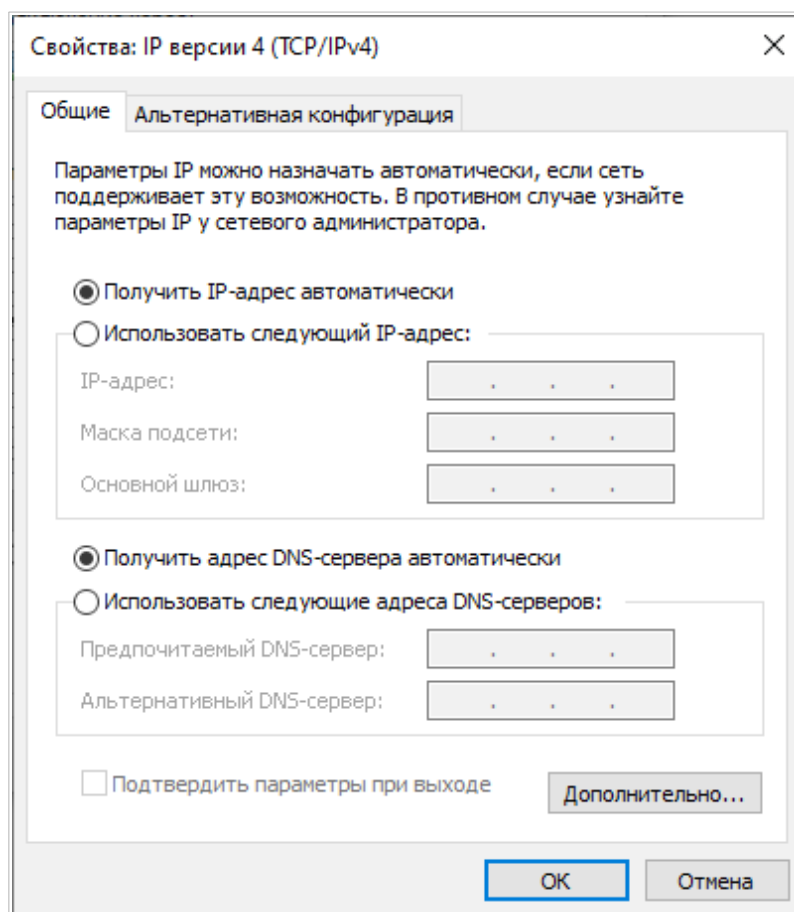 Свойства: IP версии 4 (TCP/IPv4)
Общие
Альтернативная конфигурация
Параметры IP можно назначать автоматически, если сеть
поддерживает эту возможность. В противном случае узнайте
параметры IP у сетевого администратора.
Получить IP-адрес автоматически
Использовать следующий IP-адрес:
IP-адрес:
Маска подсети:
Основной шлюз:
Получить адрес DNS-сервера автоматически
Использовать следующие адреса DNS-серверов:
Предпочитаемый DNS-сервер:
Альтернативный DNS-сервер:
Подтвердить параметры при выходе
Дополнительно...
ОК
Отмена